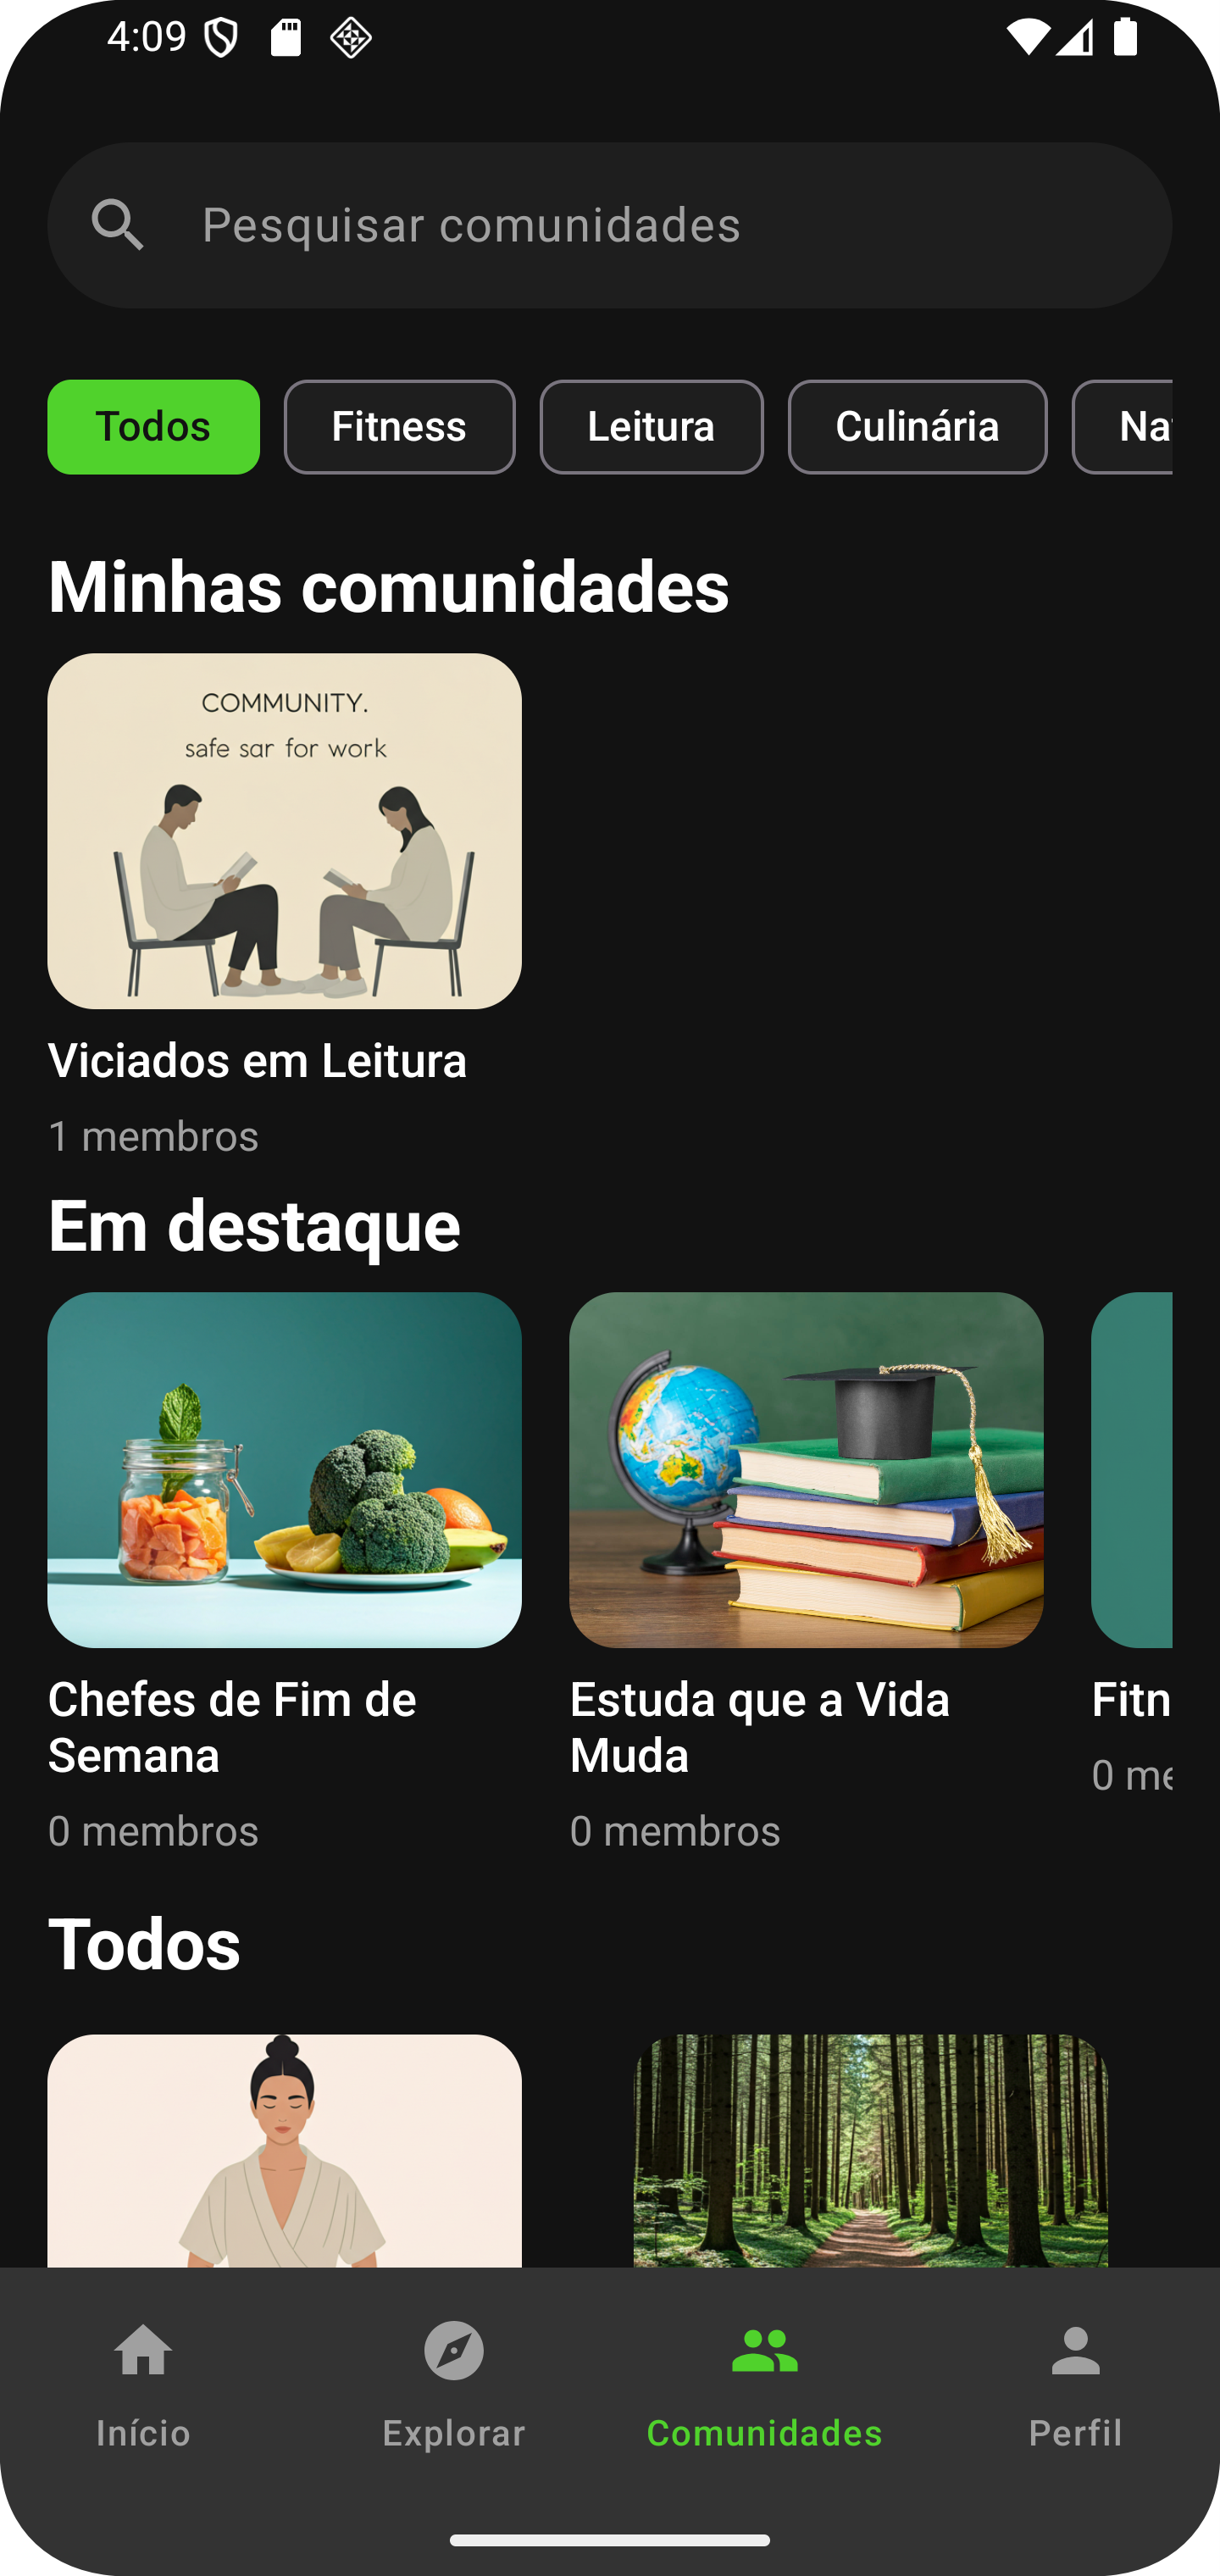 4:09
Pesquisar comunidades
Todos Fitness Leitura Culinária
Minhas comunidades
COMMUNITY.
safe sar for work
Viciados em Leitura
1 membros
Em destaque
Chefes de Fim de Semana
0 membros
Estuda que a Vida Muda
0 membros
Fitn
0 me
Todos
Início Explorar Comunidades Perfil